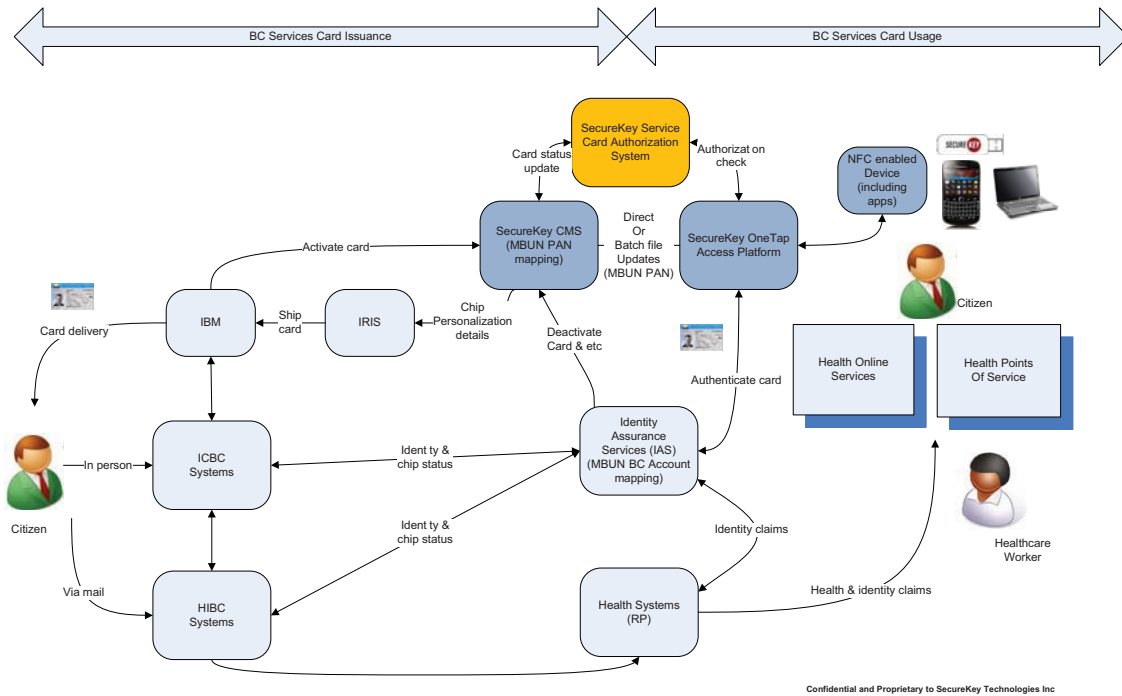 BC Services Card Issuance
BC Services Card Usage
SecureKey Service
Card Authorization
System
Card status
update
Authorizat on
check
SECURE KEY
NFC enabled
Device
(including
apps)
SecureKey CMS
(MBUN PAN
mapping)
Direct
Or
Batch file
Updates
(MBUN PAN)
SecureKey OneTap
Access Platform
Activate card
Citizen
IBM
Ship
card
IRIS
Chip
Personalization
details
Card delivery
Deactivate
Card & etc
Authenticate card
Health Online
Services
Health Points
Of Service
Identity
Assurance
Services (IAS)
(MBUN BC Account
mapping)
In person
ICBC
Systems
Ident ty &
chip status
Citizen
Ident ty &
chip status
Identity claims
Healthcare
Worker
Via mail
HIBC
Systems
Health Systems
(RP)
Health & identity claims
Confidential and Proprietary to SecureKey Technologies Inc